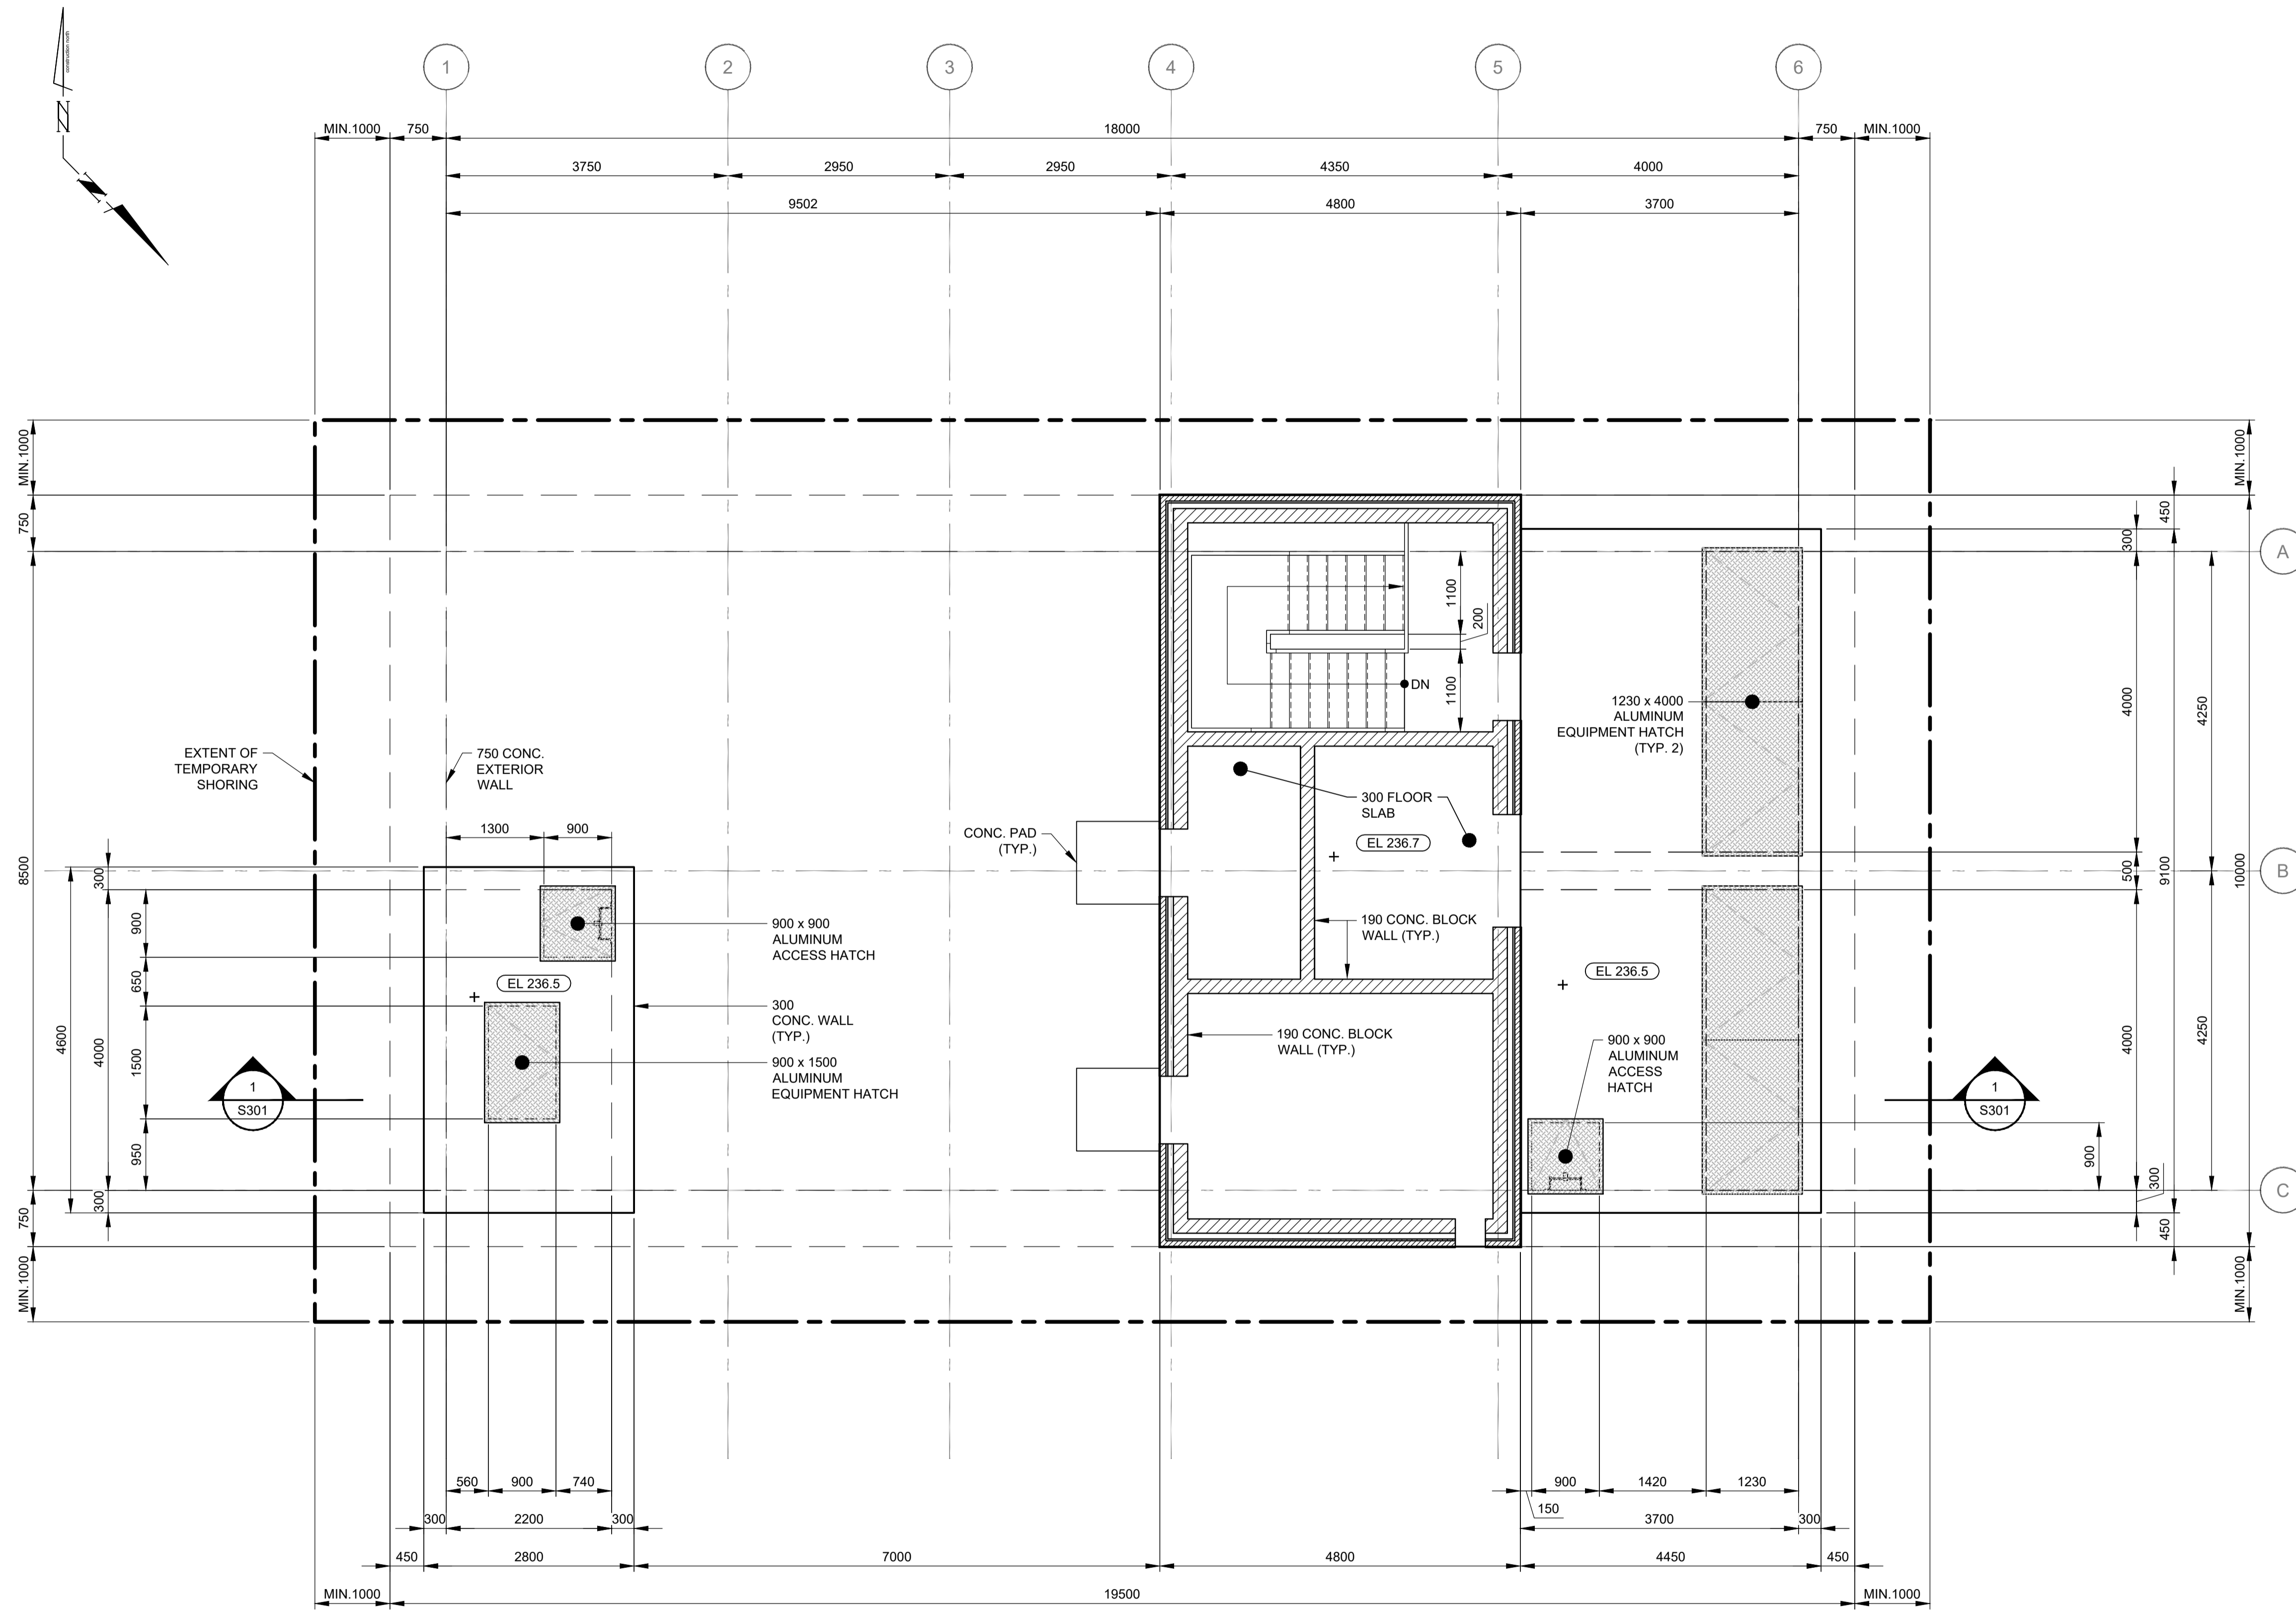 construction north
N
N
1
2
3
4
5
6
MIN.1000
750
18000
750
MIN.1000
3750
2950
2950
4350
4000
9502
4800
3700
MIN.1000
750
8500
750
MIN.1000
4600
300
4000
300
900
650
1500
950
MIN.1000
10000
MIN.1000
450
9100
450
300
4000
500
4000
300
4250
4250
900
A
B
C
1100
200
1100
DN
1230 x 4000
ALUMINUM
EQUIPMENT HATCH
(TYP. 2)
EXTENT OF
TEMPORARY
SHORING
750 CONC.
EXTERIOR
WALL
300 FLOOR
SLAB
1300
900
CONC. PAD
(TYP.)
EL 236.7
900 x 900
ALUMINUM
ACCESS HATCH
190 CONC. BLOCK
WALL (TYP.)
EL 236.5
EL 236.5
300
CONC. WALL
(TYP.)
190 CONC. BLOCK
WALL (TYP.)
900 x 900
ALUMINUM
ACCESS
HATCH
900 x 1500
ALUMINUM
EQUIPMENT HATCH
1
S301
1
S301
560
900
740
900
1420
1230
150
300
2200
300
3700
300
450
2800
7000
4800
4450
450
MIN.1000
19500
MIN.1000